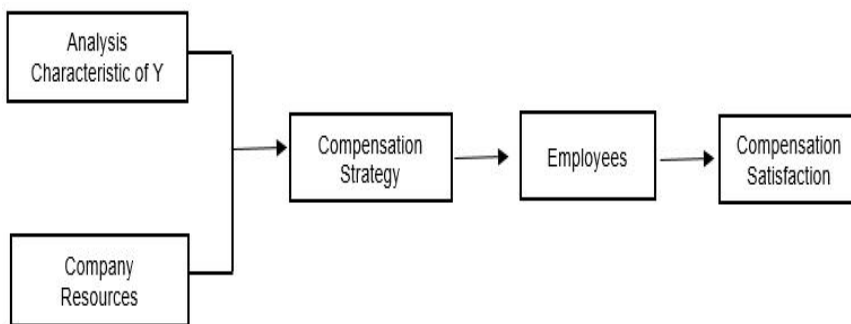 Analysis
Characteristic of Y
Company
Resources
Compensation
Strategy
Employees
Compensation
Satisfaction